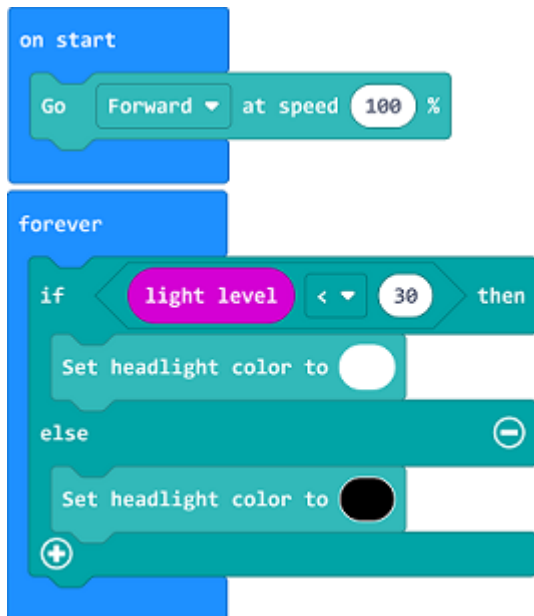 on start
Go Forward at speed 100 %
forever
if light level < 30 then
Set headlight color to
else
Set headlight color to